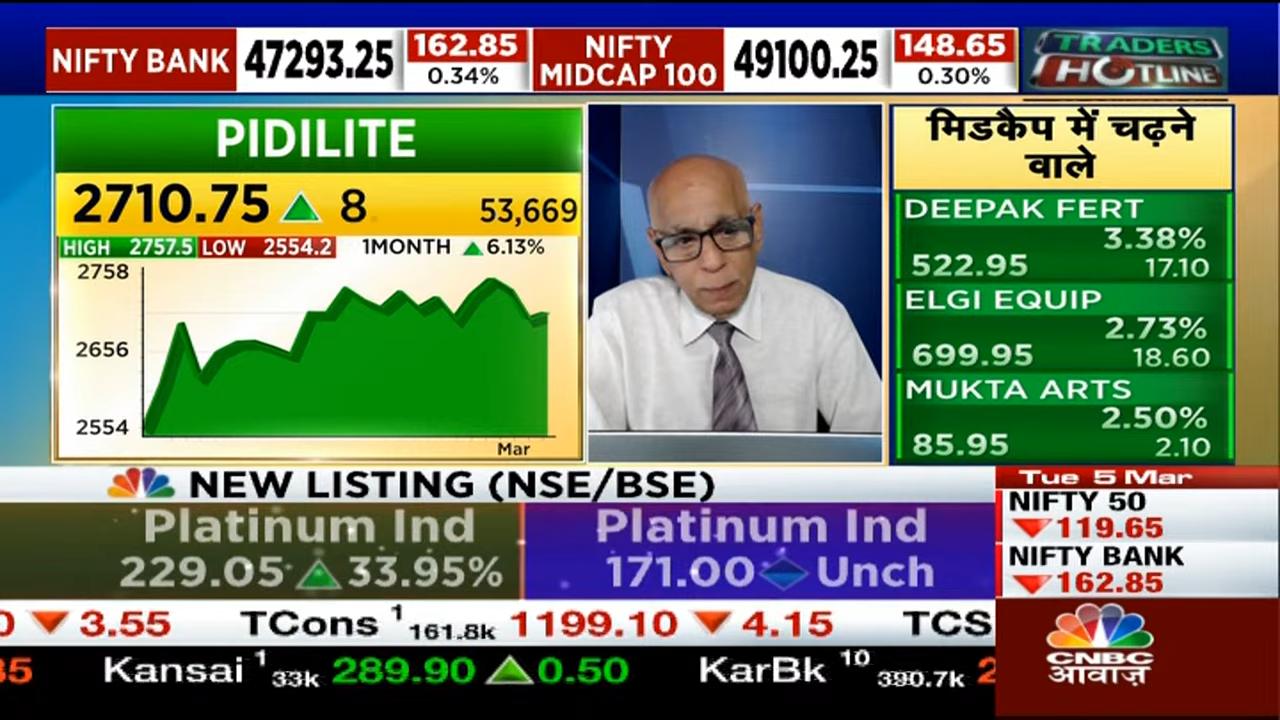 NIFTY BANK 47293.25 162.85 0.34%
NIFTY MIDCAP 100 49100.25 148.65 0.30%
TRADERS HOTLINE
PIDILITE
2710.75 8 53,669
HIGH 2757.5 LOW 2554.2 1MONTH 6.13%
2758
2656
2554
Mar
मिडकैप में चढ़ने
वाले
DEEPAK FERT
3.38%
522.95 17.10
ELGI EQUIP
2.73%
699.95 18.60
MUKTA ARTS
2.50%
85.95 2.10
NEW LISTING (NSE/BSE)
Platinum Ind
229.05 33.95%
Platinum Ind
171.00 Unch
Tue 5 Mar
NIFTY 50
119.65
NIFTY BANK
162.85
0 3.55 TCons 1 161.8k 1199.10 4.15 TCS
35 Kansai 1 33k 289.90 0.50 KarBk 10 390.7k 2
CNBC
आवाज़